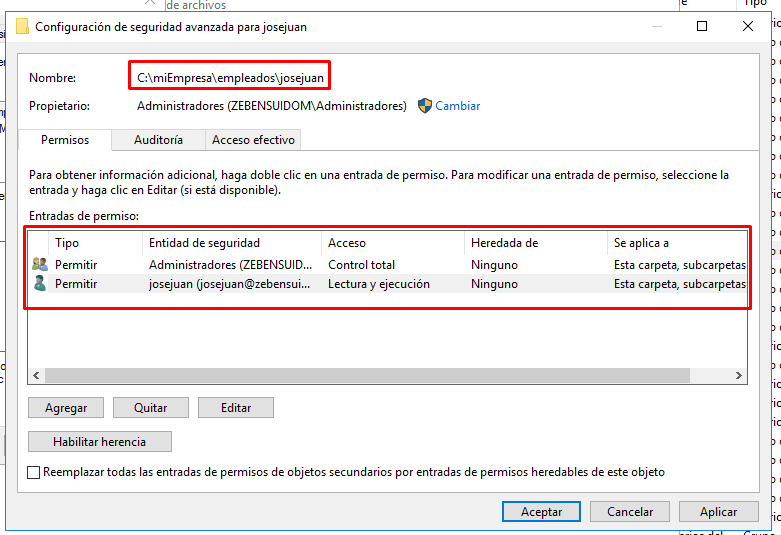 de archivos
Tipo
Configuración de seguridad avanzada para josejuan
Nombre: C:\miEmpresa\empleados\josejuan
Propietario: Administradores (ZEBENSUIDOM\Administradores) Cambiar
Permisos Auditoría Acceso efectivo
Para obtener información adicional, haga doble clic en una entrada de permiso. Para modificar una entrada de permiso, seleccione la
entrada y haga clic en Editar (si está disponible).
Entradas de permiso:
Tipo Entidad de seguridad Acceso Heredada de Se aplica a
Permitir Administradores (ZEBENSUID... Control total Ninguno Esta carpeta, subcarpetas
Permitir josejuan (josejuan@zebensui... Lectura y ejecución Ninguno Esta carpeta, subcarpetas
Agregar Quitar Editar
Habilitar herencia
Reemplazar todas las entradas de permisos de objetos secundarios por entradas de permisos heredables de este objeto
Aceptar Cancelar Aplicar